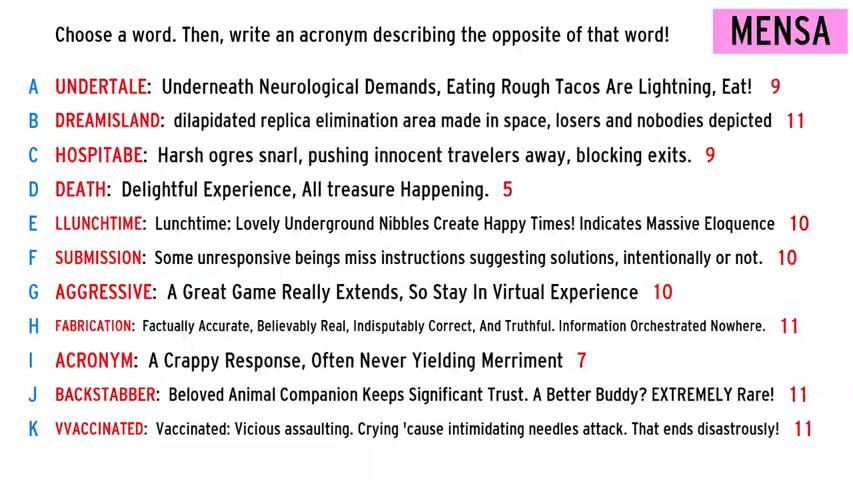 Choose a word. Then, write an acronym describing the opposite of that word!
MENSA
A UNDERTALE: Underneath Neurological Demands, Eating Rough Tacos Are Lightning, Eat! 9
B DREAMISLAND: dilapidated replica elimination area made in space, losers and nobodies depicted 11
C HOSPITABE: Harsh ogres snarl, pushing innocent travelers away, blocking exits. 9
D DEATH: Delightful Experience, All treasure Happening. 5
E LLUNCHTIME: Lunchtime: Lovely Underground Nibbles Create Happy Times! Indicates Massive Eloquence 10
F SUBMISSION: Some unresponsive beings miss instructions suggesting solutions, intentionally or not. 10
G AGGRESSIVE: A Great Game Really Extends, So Stay In Virtual Experience 10
H FABRICATION: Factually Accurate, Believably Real, Indisputably Correct, And Truthful. Information Orchestrated Nowhere. 11
I ACRONYM: A Crappy Response, Often Never Yielding Merriment 7
J BACKSTABBER: Beloved Animal Companion Keeps Significant Trust. A Better Buddy? EXTREMELY Rare! 11
K VVACCINATED: Vaccinated: Vicious assaulting. Crying 'cause intimidating needles attack. That ends disastrously! 11